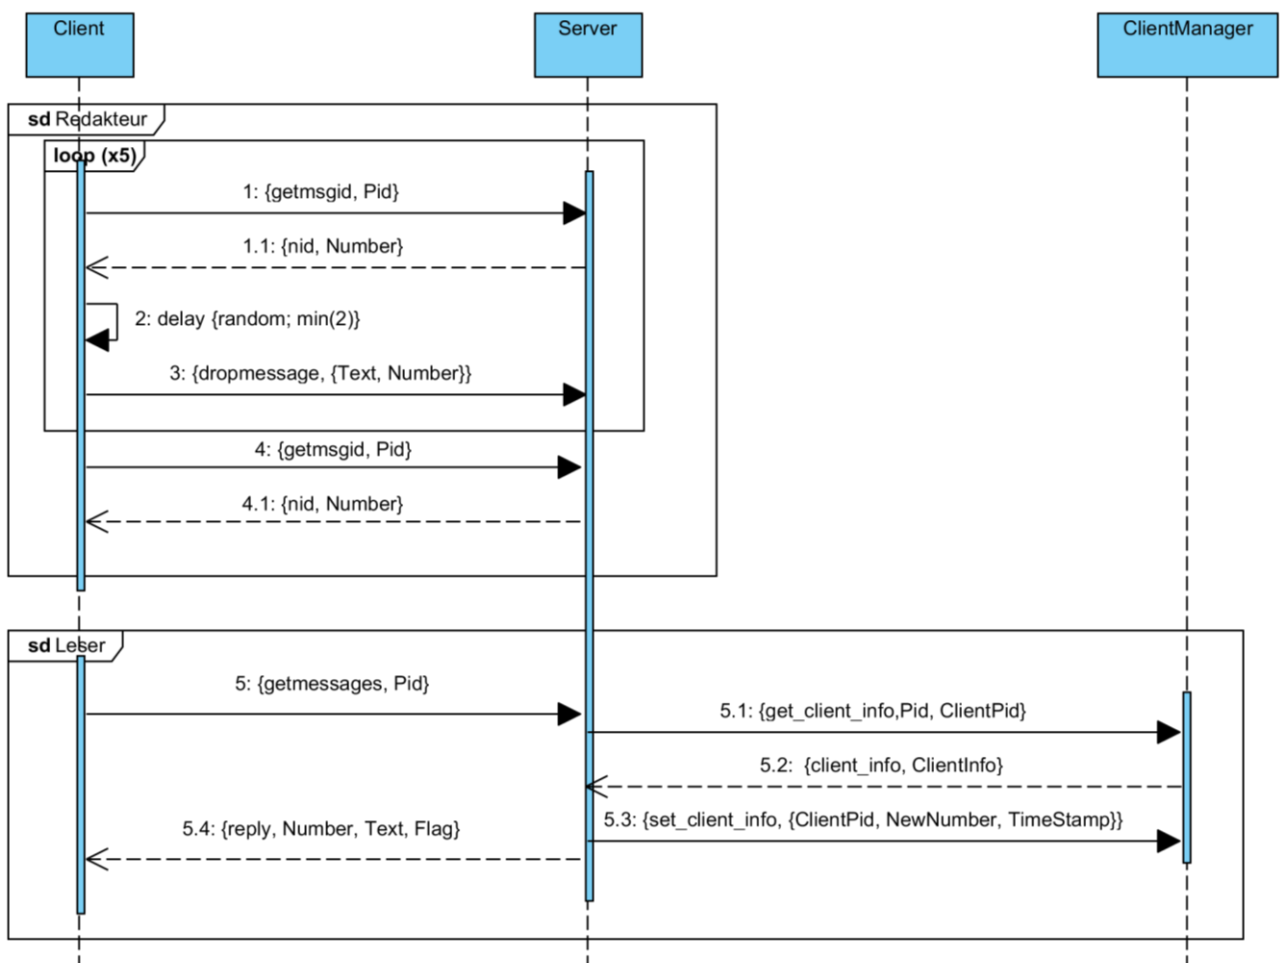 Client
Server
ClientManager
sd Redakteur
loop (x5)
1: {getmsgid, Pid}
1.1: {nid, Number}
2: delay {random; min(2)}
3: {dropmessage, {Text, Number}}
4: {getmsgid, Pid}
4.1: {nid, Number}
sd Leser
5: {getmessages, Pid}
5.1: {get_client_info,Pid, ClientPid}
5.2: {client_info, ClientInfo}
5.3: {set_client_info, {ClientPid, NewNumber, TimeStamp}}
5.4: {reply, Number, Text, Flag}